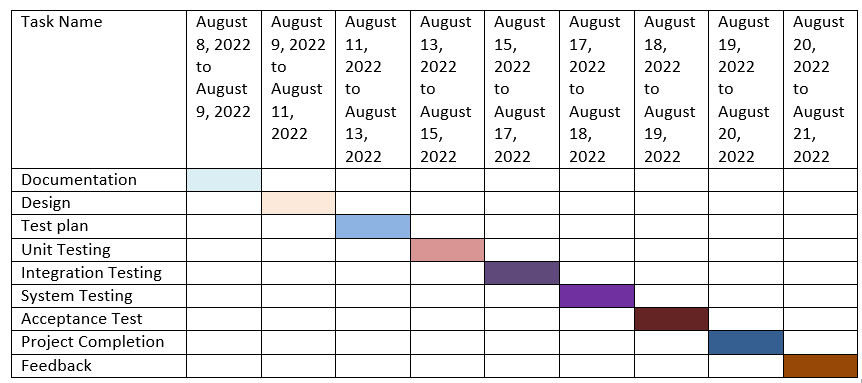 Task Name
August 8, 2022 to August 9, 2022
August 9, 2022 to August 11, 2022
August 11, 2022 to August 13, 2022
August 13, 2022 to August 15, 2022
August 15, 2022 to August 17, 2022
August 17, 2022 to August 18, 2022
August 18, 2022 to August 19, 2022
August 19, 2022 to August 20, 2022
August 20, 2022 to August 21, 2022
Documentation
Design
Test plan
Unit Testing
Integration Testing
System Testing
Acceptance Test
Project Completion
Feedback